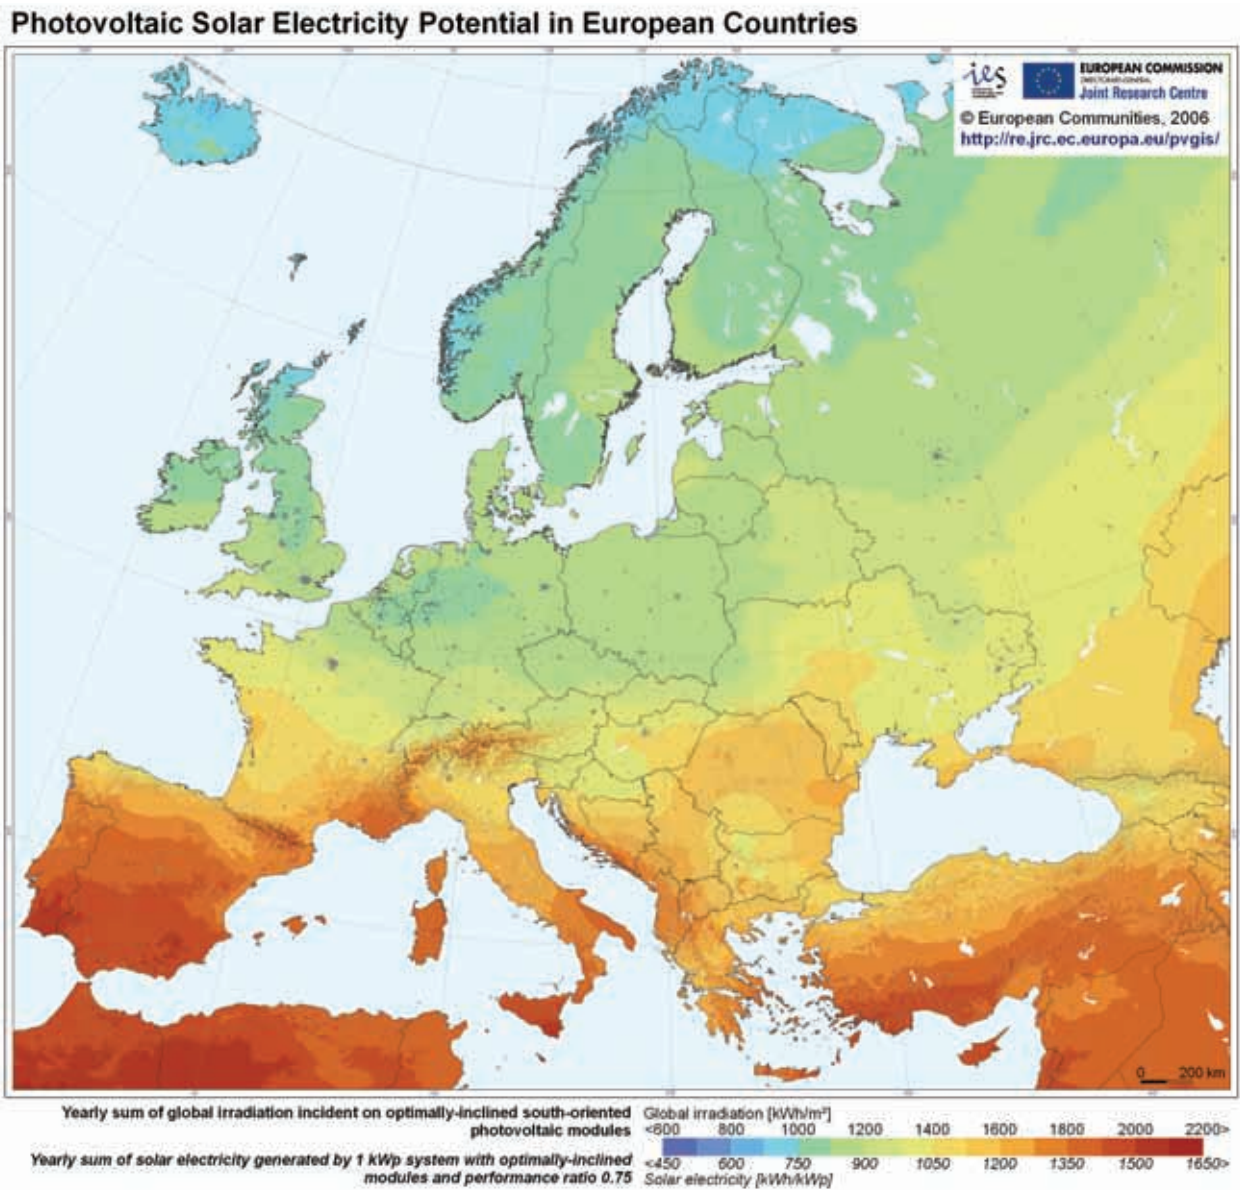 Photovoltaic Solar Electricity Potential in European Countries
ies
EUROPEAN COMMISSION
DIRECTORATE-GENERAL
Joint Research Centre
© European Communities, 2006
http://re.jrc.ec.europa.eu/pvgis/
0 200 km
Yearly sum of global irradiation incident on optimally-inclined south-oriented
photovoltaic modules
Yearly sum of solar electricity generated by 1 kWp system with optimally-inclined
modules and performance ratio 0.75
Global irradiation [kWh/m²]
<600 800 1000 1200 1400 1600 1800 2000 2200>
<450 600 750 900 1050 1200 1350 1500 1650>
Solar electricity [kWh/kWp]